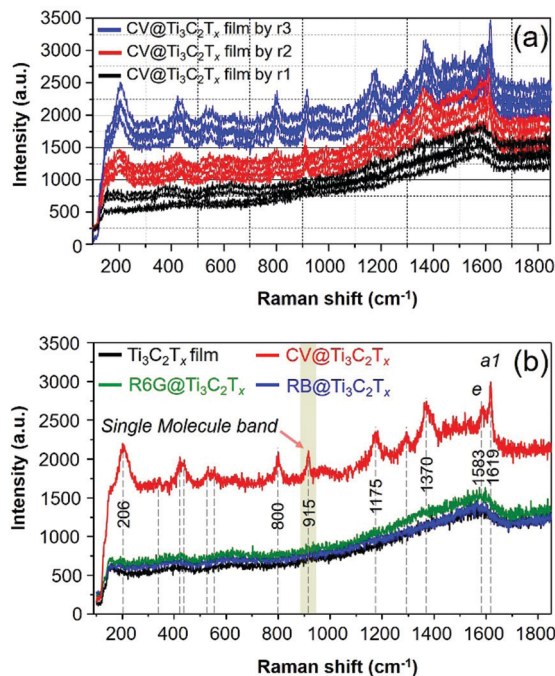 (a)
CV@Ti₃C₂Tₓ film by r3
CV@Ti₃C₂Tₓ film by r2
CV@Ti₃C₂Tₓ film by r1
Intensity (a.u.)
3500
3000
2500
2000
1500
1000
500
0
200 400 600 800 1000 1200 1400 1600 1800
Raman shift (cm⁻¹)
(b)
Ti₃C₂Tₓ film CV@Ti₃C₂Tₓ
R6G@Ti₃C₂Tₓ RB@Ti₃C₂Tₓ
a1
e
Single Molecule band
206
800
915
1175
1370
1583
1619
Intensity (a.u.)
3500
3000
2500
2000
1500
1000
500
0
200 400 600 800 1000 1200 1400 1600 1800
Raman shift (cm⁻¹)